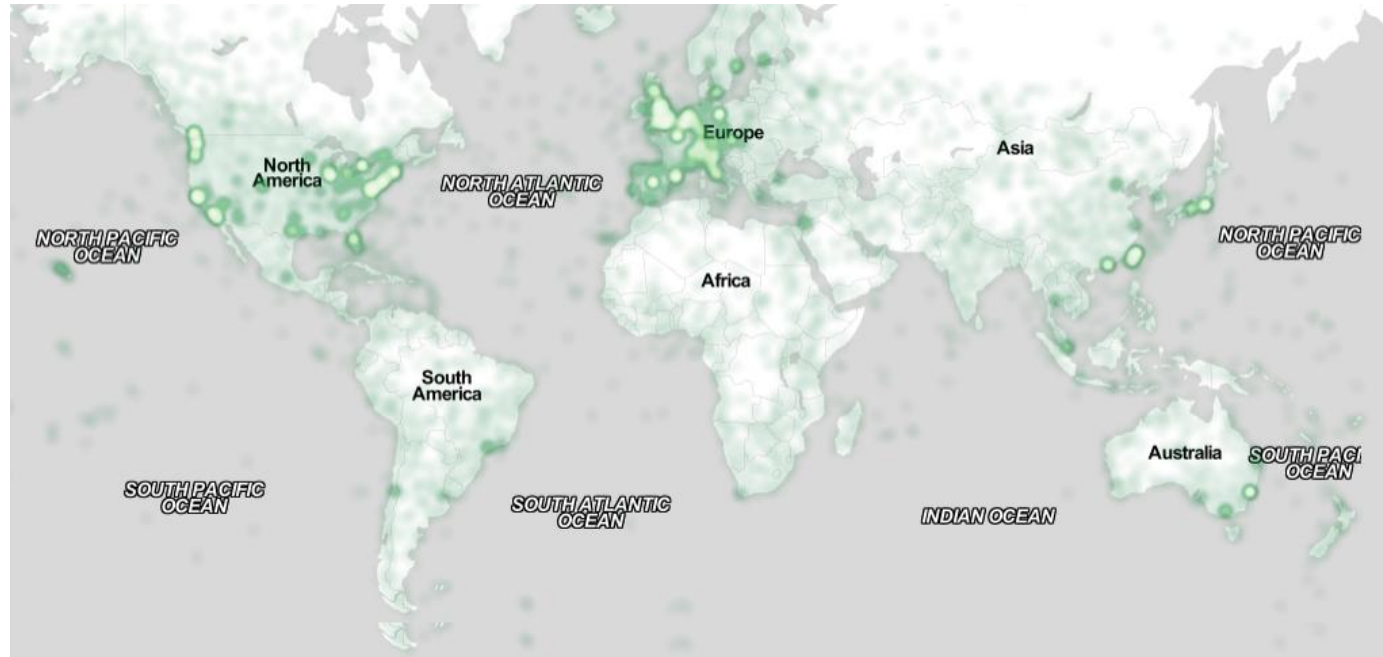 Europe
Asia
North
America
NORTH ATLANTIC
OCEAN
NORTH PACIFIC
OCEAN
NORTH PACIFIC
OCEAN
Africa
South
America
Australia
SOUTH PACI
OCEAN
SOUTH PACIFIC
OCEAN
SOUTH ATLANTIC
OCEAN
INDIAN OCEAN